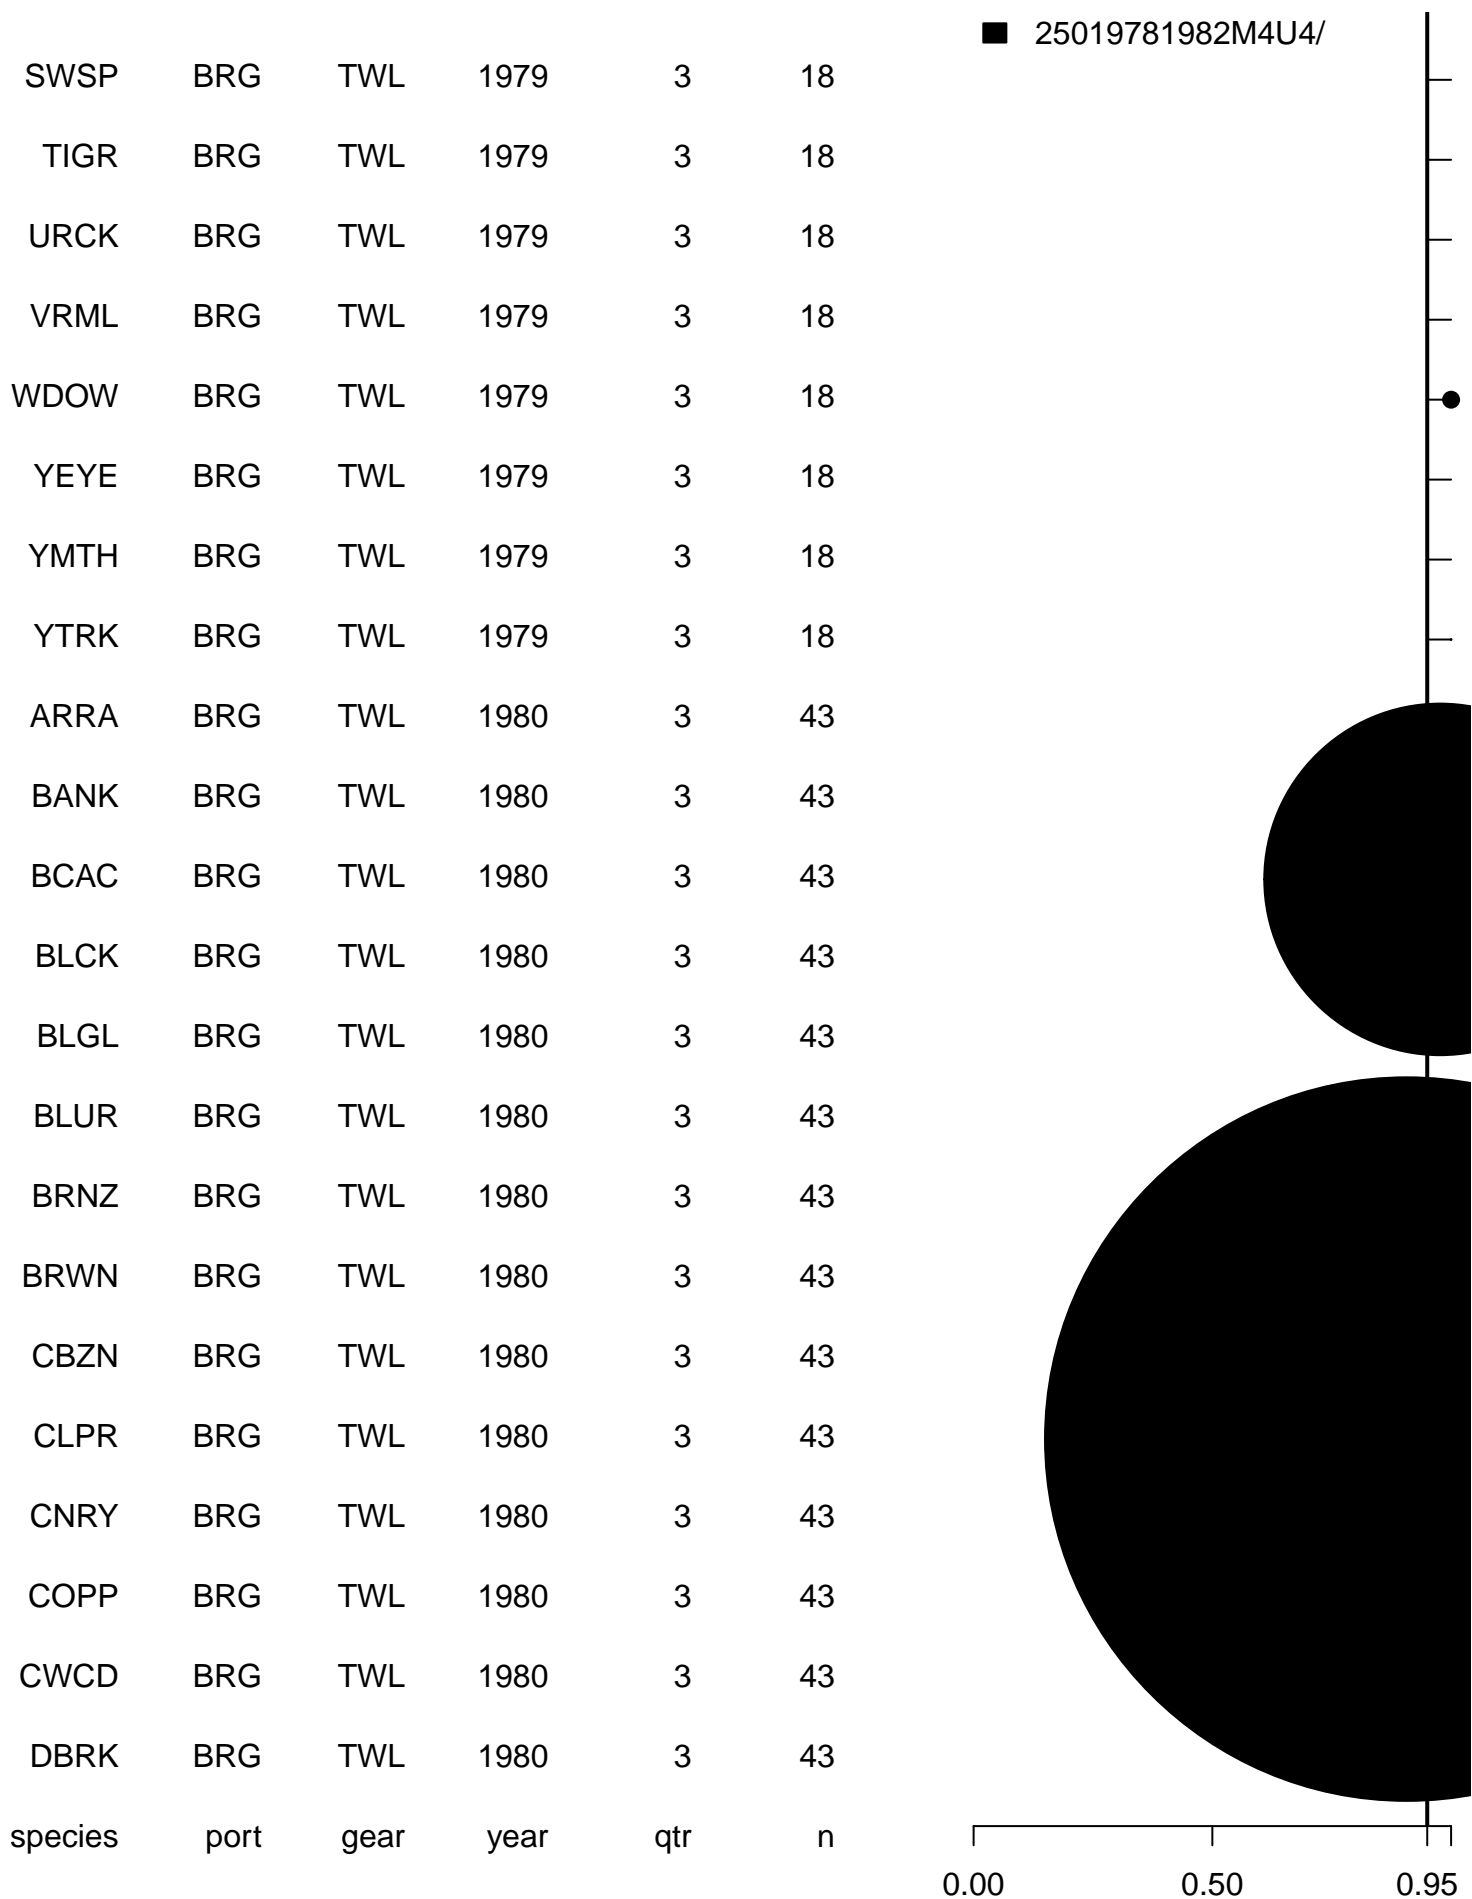 25019781982M4U4/
SWSP BRG TWL 1979 3 18
TIGR BRG TWL 1979 3 18
URCK BRG TWL 1979 3 18
VRML BRG TWL 1979 3 18
WDOW BRG TWL 1979 3 18
YEYE BRG TWL 1979 3 18
YMTH BRG TWL 1979 3 18
YTRK BRG TWL 1979 3 18
ARRA BRG TWL 1980 3 43
BANK BRG TWL 1980 3 43
BCAC BRG TWL 1980 3 43
BLCK BRG TWL 1980 3 43
BLGL BRG TWL 1980 3 43
BLUR BRG TWL 1980 3 43
BRNZ BRG TWL 1980 3 43
BRWN BRG TWL 1980 3 43
CBZN BRG TWL 1980 3 43
CLPR BRG TWL 1980 3 43
CNRY BRG TWL 1980 3 43
COPP BRG TWL 1980 3 43
CWCD BRG TWL 1980 3 43
DBRK BRG TWL 1980 3 43
species port gear year qtr n
0.00 0.50 0.95